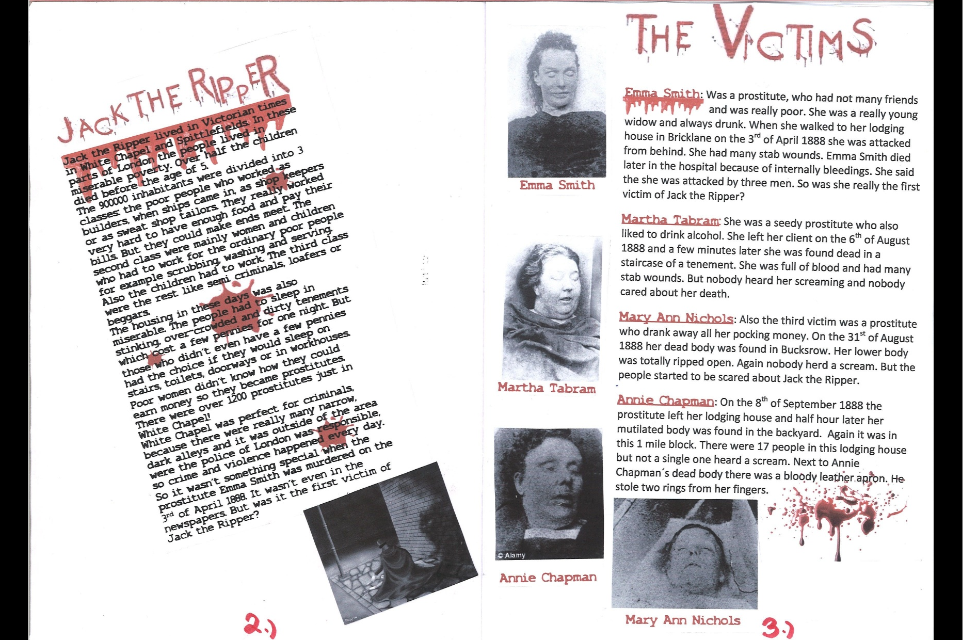 JACK THE RIPPER
Jack the Ripper lived in Victorian times
in White Chapel and Spittlefields. In these
parts of London the people lived in
miserable poverty. Over half the children
died before the age of 5.
The 900000 inhabitants were divided into 3
classes: the poor people who worked as
builders, when ships came in, as shop keepers
or as sweat shop tailors. They really worked
very hard to have enough food and pay their
bills. But they could make ends meet. The
second class were mainly women and children
who had to work for the ordinary poor people
for example scrubbing, washing and serving.
Also the children had to work. The third class
were the rest like semi criminals, loafers or
beggars.
The housing in these days was also
miserable. The people had to sleep in
stinking, over-crowded and dirty tenements
which cost a few pennies for one night. But
those who didn't even have a few pennies
had the choice if they would sleep on
stairs, toilets, doorways or in workhouses.
Poor women didn't know how they could
earn money so they became prostitutes.
There were over 1200 prostitutes just in
White Chapel!
White Chapel was perfect for criminals,
because there were really many narrow,
dark alleys and it was outside of the area
were the police of London was responsible,
so crime and violence happened every day.
So it wasn't something special when the
prostitute Emma Smith was murdered on the
3rd of April 1888. It wasn't even in the
newspapers. But was it the first victim of
Jack the Ripper?
2.)
THE VICTIMS
Emma Smith
Emma Smith: Was a prostitute, who had not many friends
and was really poor. She was a really young
widow and always drunk. When she walked to her lodging
house in Bricklane on the 3rd of April 1888 she was attacked
from behind. She had many stab wounds. Emma Smith died
later in the hospital because of internally bleedings. She said
the she was attacked by three men. So was she really the first
victim of Jack the Ripper?
Martha Tabram: She was a seedy prostitute who also
liked to drink alcohol. She left her client on the 6th of August
1888 and a few minutes later she was found dead in a
staircase of a tenement. She was full of blood and had many
stab wounds. But nobody heard her screaming and nobody
cared about her death.
Martha Tabram
Mary Ann Nichols: Also the third victim was a prostitute
who drank away all her pocking money. On the 31st of August
1888 her dead body was found in Bucksrow. Her lower body
was totally ripped open. Again nobody herd a scream. But the
people started to be scared about Jack the Ripper.
Annie Chapman: On the 8th of September 1888 the
prostitute left her lodging house and half hour later her
mutilated body was found in the backyard. Again it was in
this 1 mile block. There were 17 people in this lodging house
but not a single one heard a scream. Next to Annie
Chapman´s dead body there was a bloody leather apron. He
stole two rings from her fingers.
© Alamy
Annie Chapman
Mary Ann Nichols
3.)